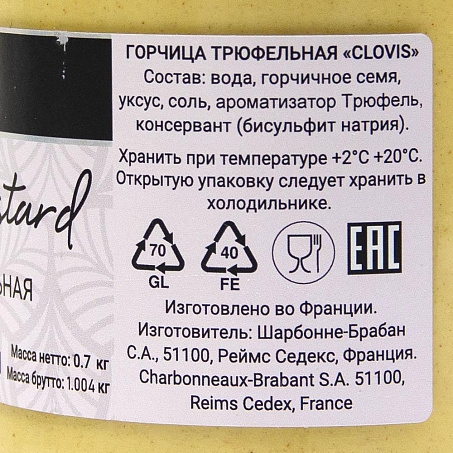 ГОРЧИЦА ТРЮФЕЛЬНАЯ «CLOVIS»
Состав: вода, горчичное семя,
уксус, соль, ароматизатор Трюфель,
консервант (бисульфит натрия).
Хранить при температуре +2°C +20°C.
Открытую упаковку следует хранить в
холодильнике.
70
GL
40
FE
EAC
Изготовлено во Франции.
Изготовитель: Шарбонне-Брабан
С.А., 51100, Реймс Седекс, Франция.
Charbonneaux-Brabant S.A. 51100,
Reims Cedex, France
tard
ЬНАЯ
Масса нетто: 0.7 кг
Масса брутто: 1.004 кг